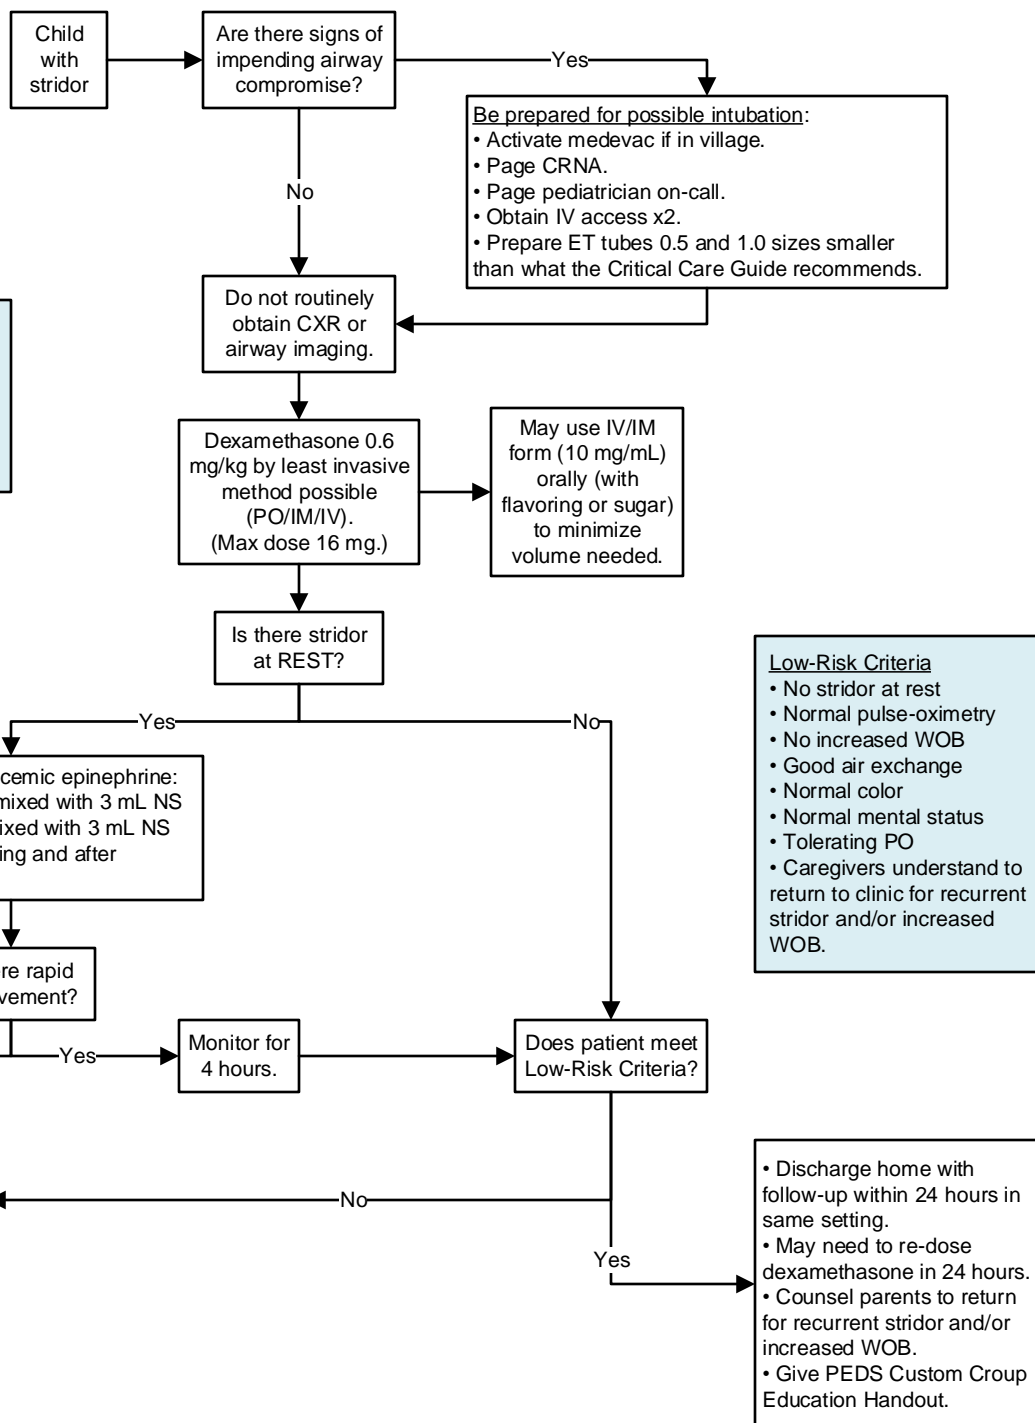 Child
with
stridor
Are there signs of
impending airway
compromise?
Yes
Be prepared for possible intubation:
• Activate medevac if in village.
• Page CRNA.
• Page pediatrician on-call.
• Obtain IV access x2.
• Prepare ET tubes 0.5 and 1.0 sizes smaller
than what the Critical Care Guide recommends.
No
Do not routinely
obtain CXR or
airway imaging.
Dexamethasone 0.6
mg/kg by least invasive
method possible
(PO/IM/IV).
(Max dose 16 mg.)
May use IV/IM
form (10 mg/mL)
orally (with
flavoring or sugar)
to minimize
volume needed.
Is there stridor
at REST?
Low-Risk Criteria
• No stridor at rest
• Normal pulse-oximetry
• No increased WOB
• Good air exchange
• Normal color
• Normal mental status
• Tolerating PO
• Caregivers understand to
return to clinic for recurrent
stridor and/or increased
WOB.
Yes
No
cemic epinephrine:
mixed with 3 mL NS
ixed with 3 mL NS
ing and after
re rapid
vement?
Yes
Monitor for
4 hours.
Does patient meet
Low-Risk Criteria?
No
Yes
• Discharge home with
follow-up within 24 hours in
same setting.
• May need to re-dose
dexamethasone in 24 hours.
• Counsel parents to return
for recurrent stridor and/or
increased WOB.
• Give PEDS Custom Croup
Education Handout.